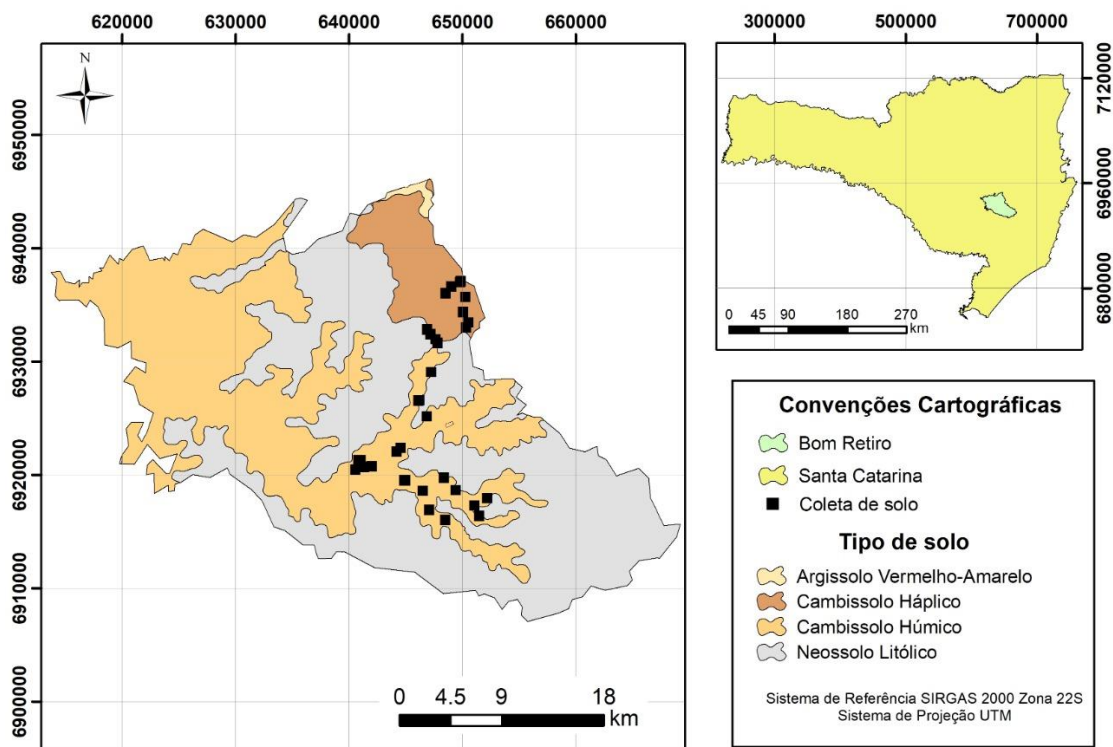 620000 630000 640000 650000 660000
300000 500000 700000
N
6950000
6940000
6930000
6920000
6910000
6900000
7120000
6960000
6800000
0 45 90 180 270
km
0 4.5 9 18
km
Convenções Cartográficas
Bom Retiro
Santa Catarina
Coleta de solo
Tipo de solo
Argissolo Vermelho-Amarelo
Cambissolo Háplico
Cambissolo Húmico
Neossolo Litólico
Sistema de Referência SIRGAS 2000 Zona 22S
Sistema de Projeção UTM